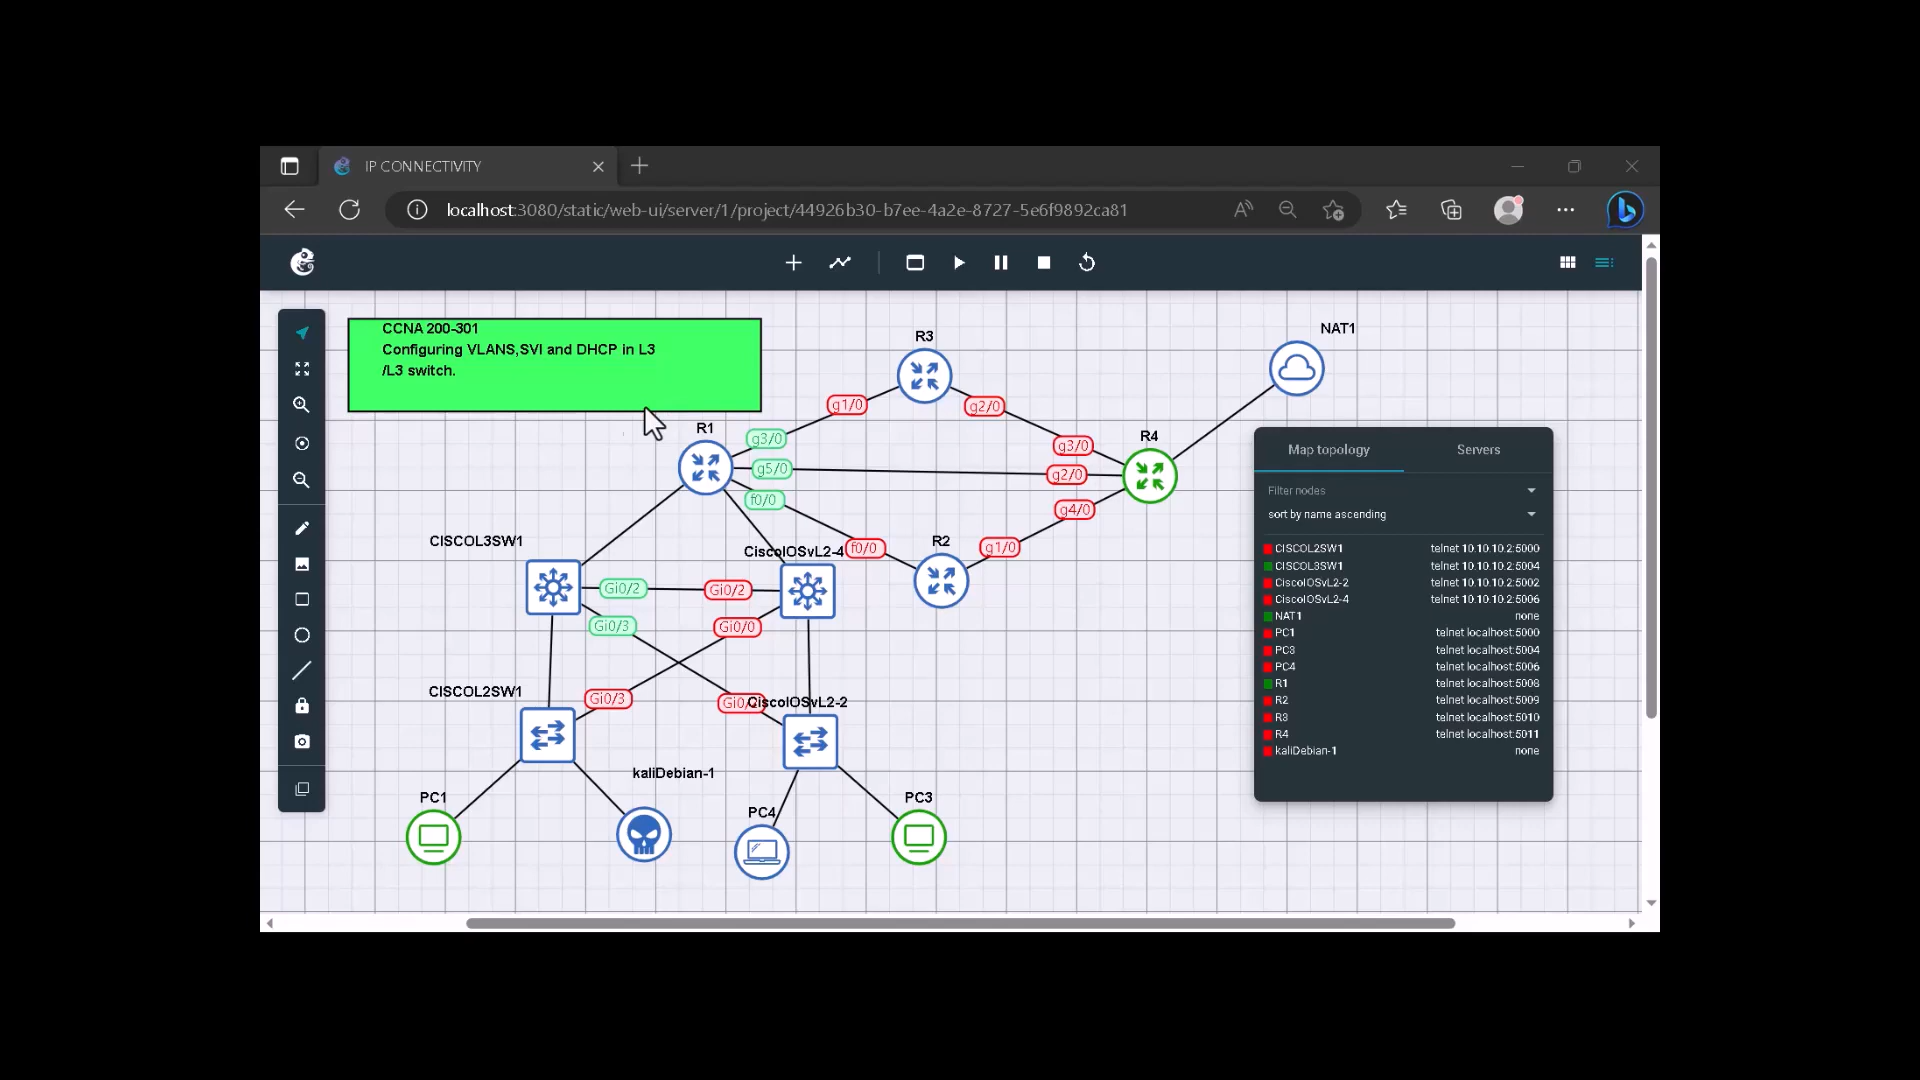 IP CONNECTIVITY
localhost:3080/static/web-ui/server/1/project/44926b30-b7ee-4a2e-8727-5e6f9892ca81
CCNA 200-301
Configuring VLANS,SVI and DHCP in L3
/L3 switch.
R3
NAT1
g1/0
g2/0
R1
g3/0
R4
g3/0
g5/0
g2/0
f0/0
g4/0
CISCOL3SW1
CiscoIOSvL2-4
f0/0
R2
g1/0
Gi0/2
Gi0/2
Gi0/3
Gi0/0
CISCOL2SW1
Gi0/3
CiscoIOSvL2-2
kaliDebian-1
PC1
PC4
PC3
Map topology
Servers
Filter nodes
sort by name ascending
CISCOL2SW1 telnet 10.10.10.2:5000
CISCOL3SW1 telnet 10.10.10.2:5004
CiscoIOSvL2-2 telnet 10.10.10.2:5002
CiscoIOSvL2-4 telnet 10.10.10.2:5006
NAT1 none
PC1 telnet localhost:5000
PC3 telnet localhost:5004
PC4 telnet localhost:5006
R1 telnet localhost:5008
R2 telnet localhost:5009
R3 telnet localhost:5010
R4 telnet localhost:5011
kaliDebian-1 none